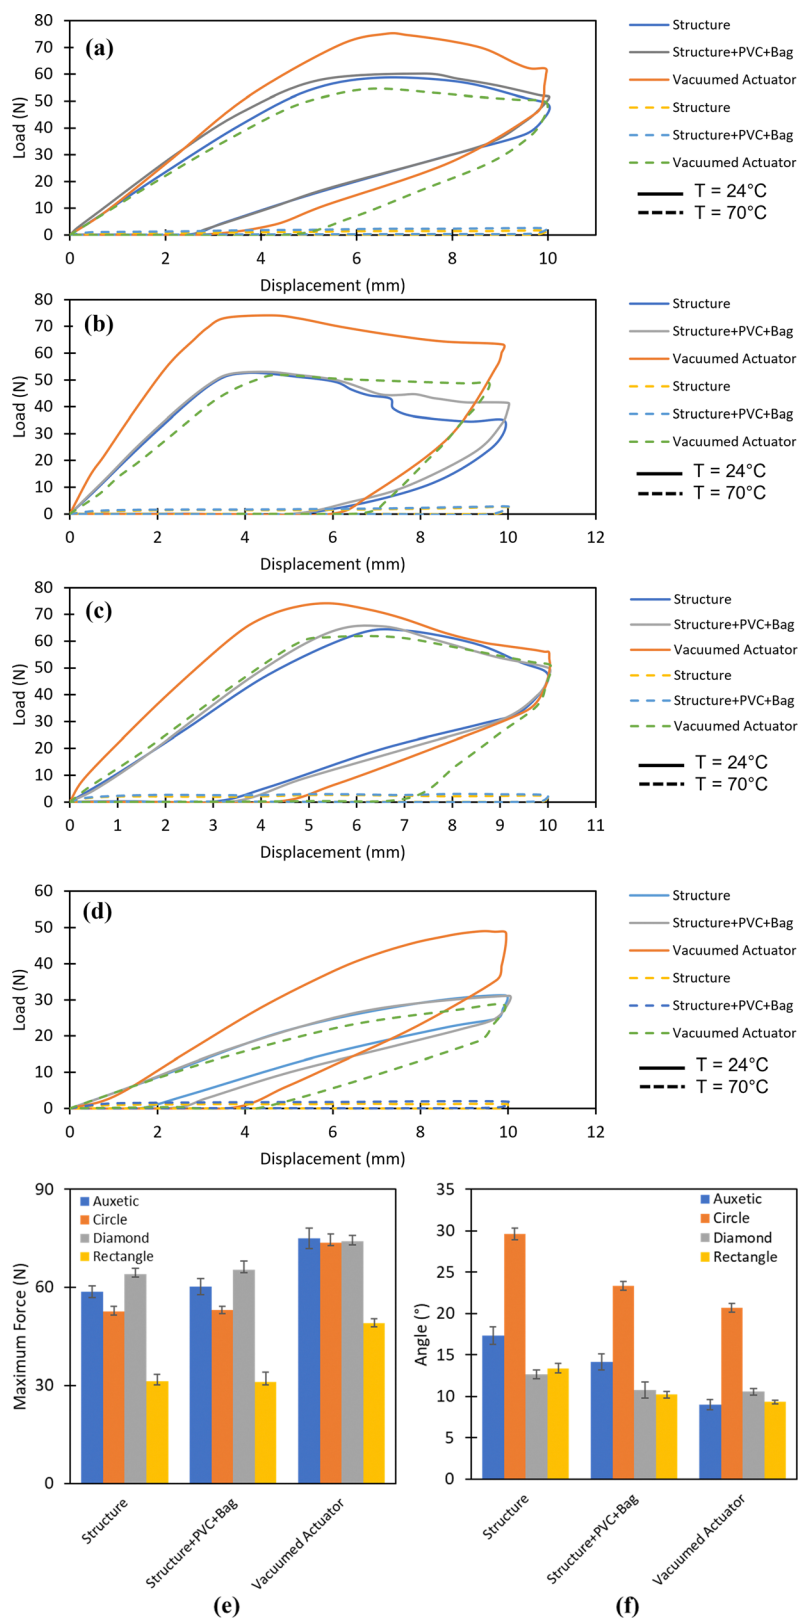 (a)
80
70
60
50
40
30
20
10
0
Load (N)
0 2 4 6 8 10
Displacement (mm)
Structure
Structure+PVC+Bag
Vacuumed Actuator
Structure
Structure+PVC+Bag
Vacuumed Actuator
T = 24°C
T = 70°C
(b)
80
70
60
50
40
30
20
10
0
Load (N)
0 2 4 6 8 10 12
Displacement (mm)
Structure
Structure+PVC+Bag
Vacuumed Actuator
Structure
Structure+PVC+Bag
Vacuumed Actuator
T = 24°C
T = 70°C
(c)
80
70
60
50
40
30
20
10
0
Load (N)
0 1 2 3 4 5 6 7 8 9 10 11
Displacement (mm)
Structure
Structure+PVC+Bag
Vacuumed Actuator
Structure
Structure+PVC+Bag
Vacuumed Actuator
T = 24°C
T = 70°C
(d)
60
50
40
30
20
10
0
Load (N)
0 2 4 6 8 10 12
Displacement (mm)
Structure
Structure+PVC+Bag
Vacuumed Actuator
Structure
Structure+PVC+Bag
Vacuumed Actuator
T = 24°C
T = 70°C
90
60
30
0
Maximum Force (N)
Auxetic
Circle
Diamond
Rectangle
Structure
Structure+PVC+Bag
Vacuumed Actuator
(e)
35
30
25
20
15
10
5
0
Angle (°)
Auxetic
Circle
Diamond
Rectangle
Structure
Structure+PVC+Bag
Vacuumed Actuator
(f)